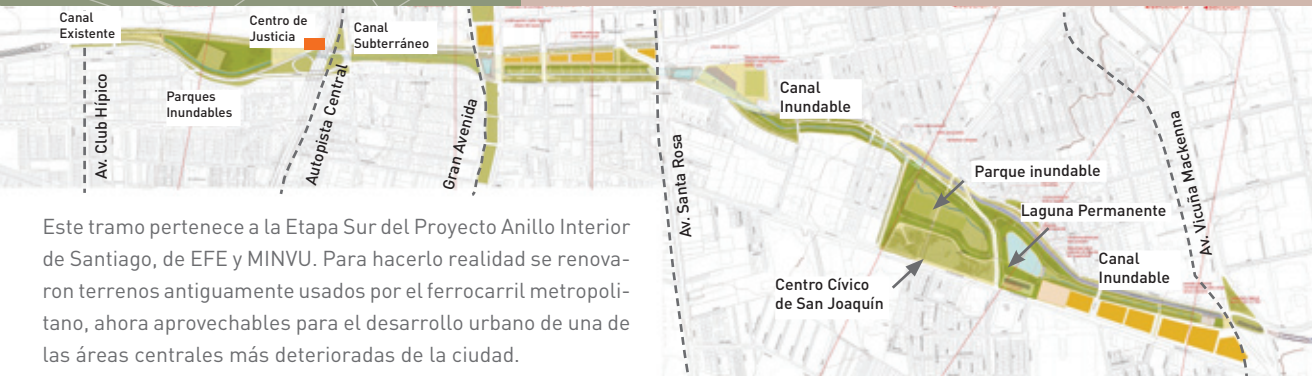 Canal
Existente
Centro de
Justicia
Canal
Subterráneo
Parques
Inundables
Av. Club Hípico
Autopista Central
Gran Avenida
Av. Santa Rosa
Canal
Inundable
Parque inundable
Laguna Permanente
Canal
Inundable
Centro Cívico
de San Joaquín
Av. Vicuña Mackenna
Este tramo pertenece a la Etapa Sur del Proyecto Anillo Interior
de Santiago, de EFE y MINVU. Para hacerlo realidad se renova-
ron terrenos antiguamente usados por el ferrocarril metropoli-
tano, ahora aprovechables para el desarrollo urbano de una de
las áreas centrales más deterioradas de la ciudad.